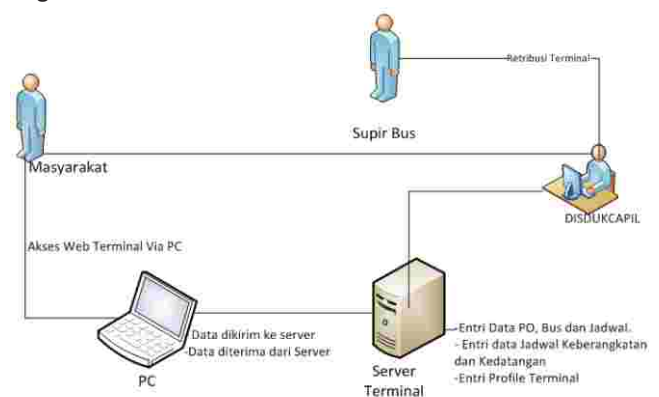 Retribusi Terminal
Supir Bus
Masyarakat
DISDUKCAPIL
Akses Web Terminal Via PC
Data dikirim ke server
-Data diterima dari Server
PC
Server
Terminal
-Entri Data PO, Bus dan Jadwal.
- Entri data Jadwal Keberangkatan
dan Kedatangan
-Entri Profile Terminal